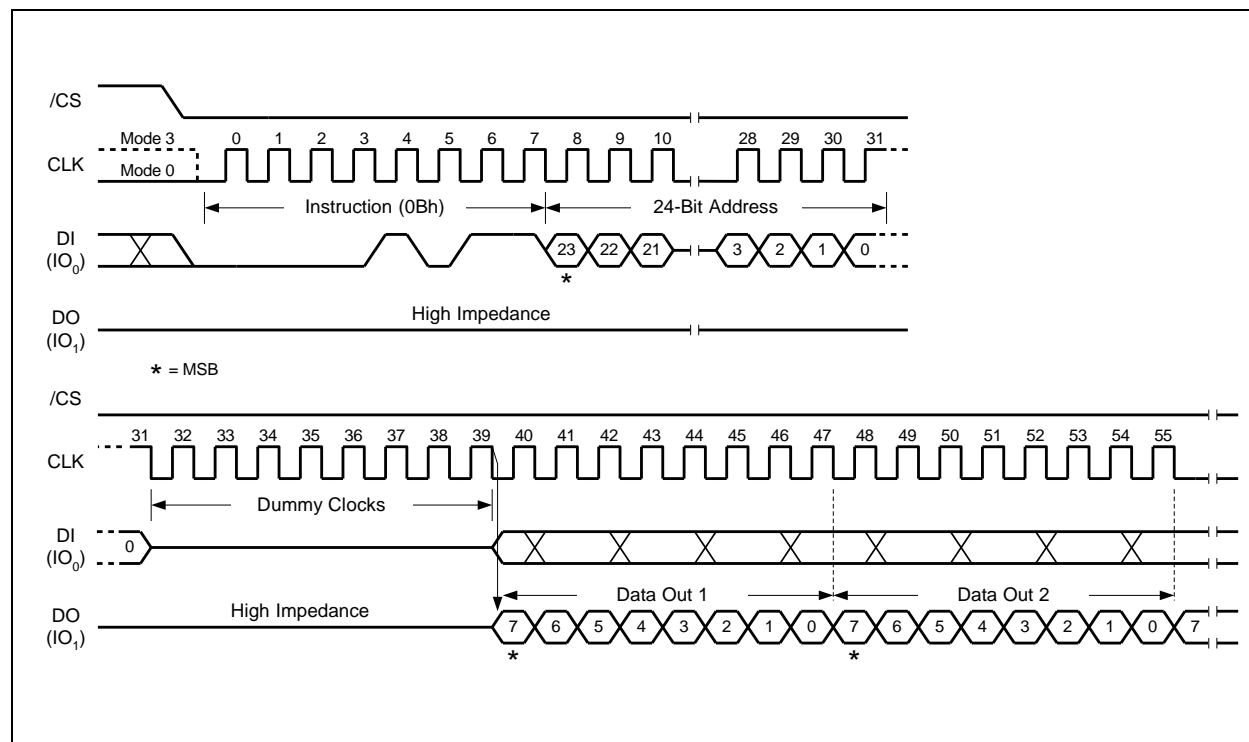 /CS
Mode 3 0 1 2 3 4 5 6 7 8 9 10 28 29 30 31
CLK
Mode 0
Instruction (0Bh) 24-Bit Address
DI
(IO0) 23 22 21 3 2 1 0
*
DO High Impedance
(IO1)
* = MSB
/CS
31 32 33 34 35 36 37 38 39 40 41 42 43 44 45 46 47 48 49 50 51 52 53 54 55
CLK
Dummy Clocks
DI
(IO0) 0
Data Out 1 Data Out 2
DO High Impedance
(IO1) 7 6 5 4 3 2 1 0 7 6 5 4 3 2 1 0 7
* *